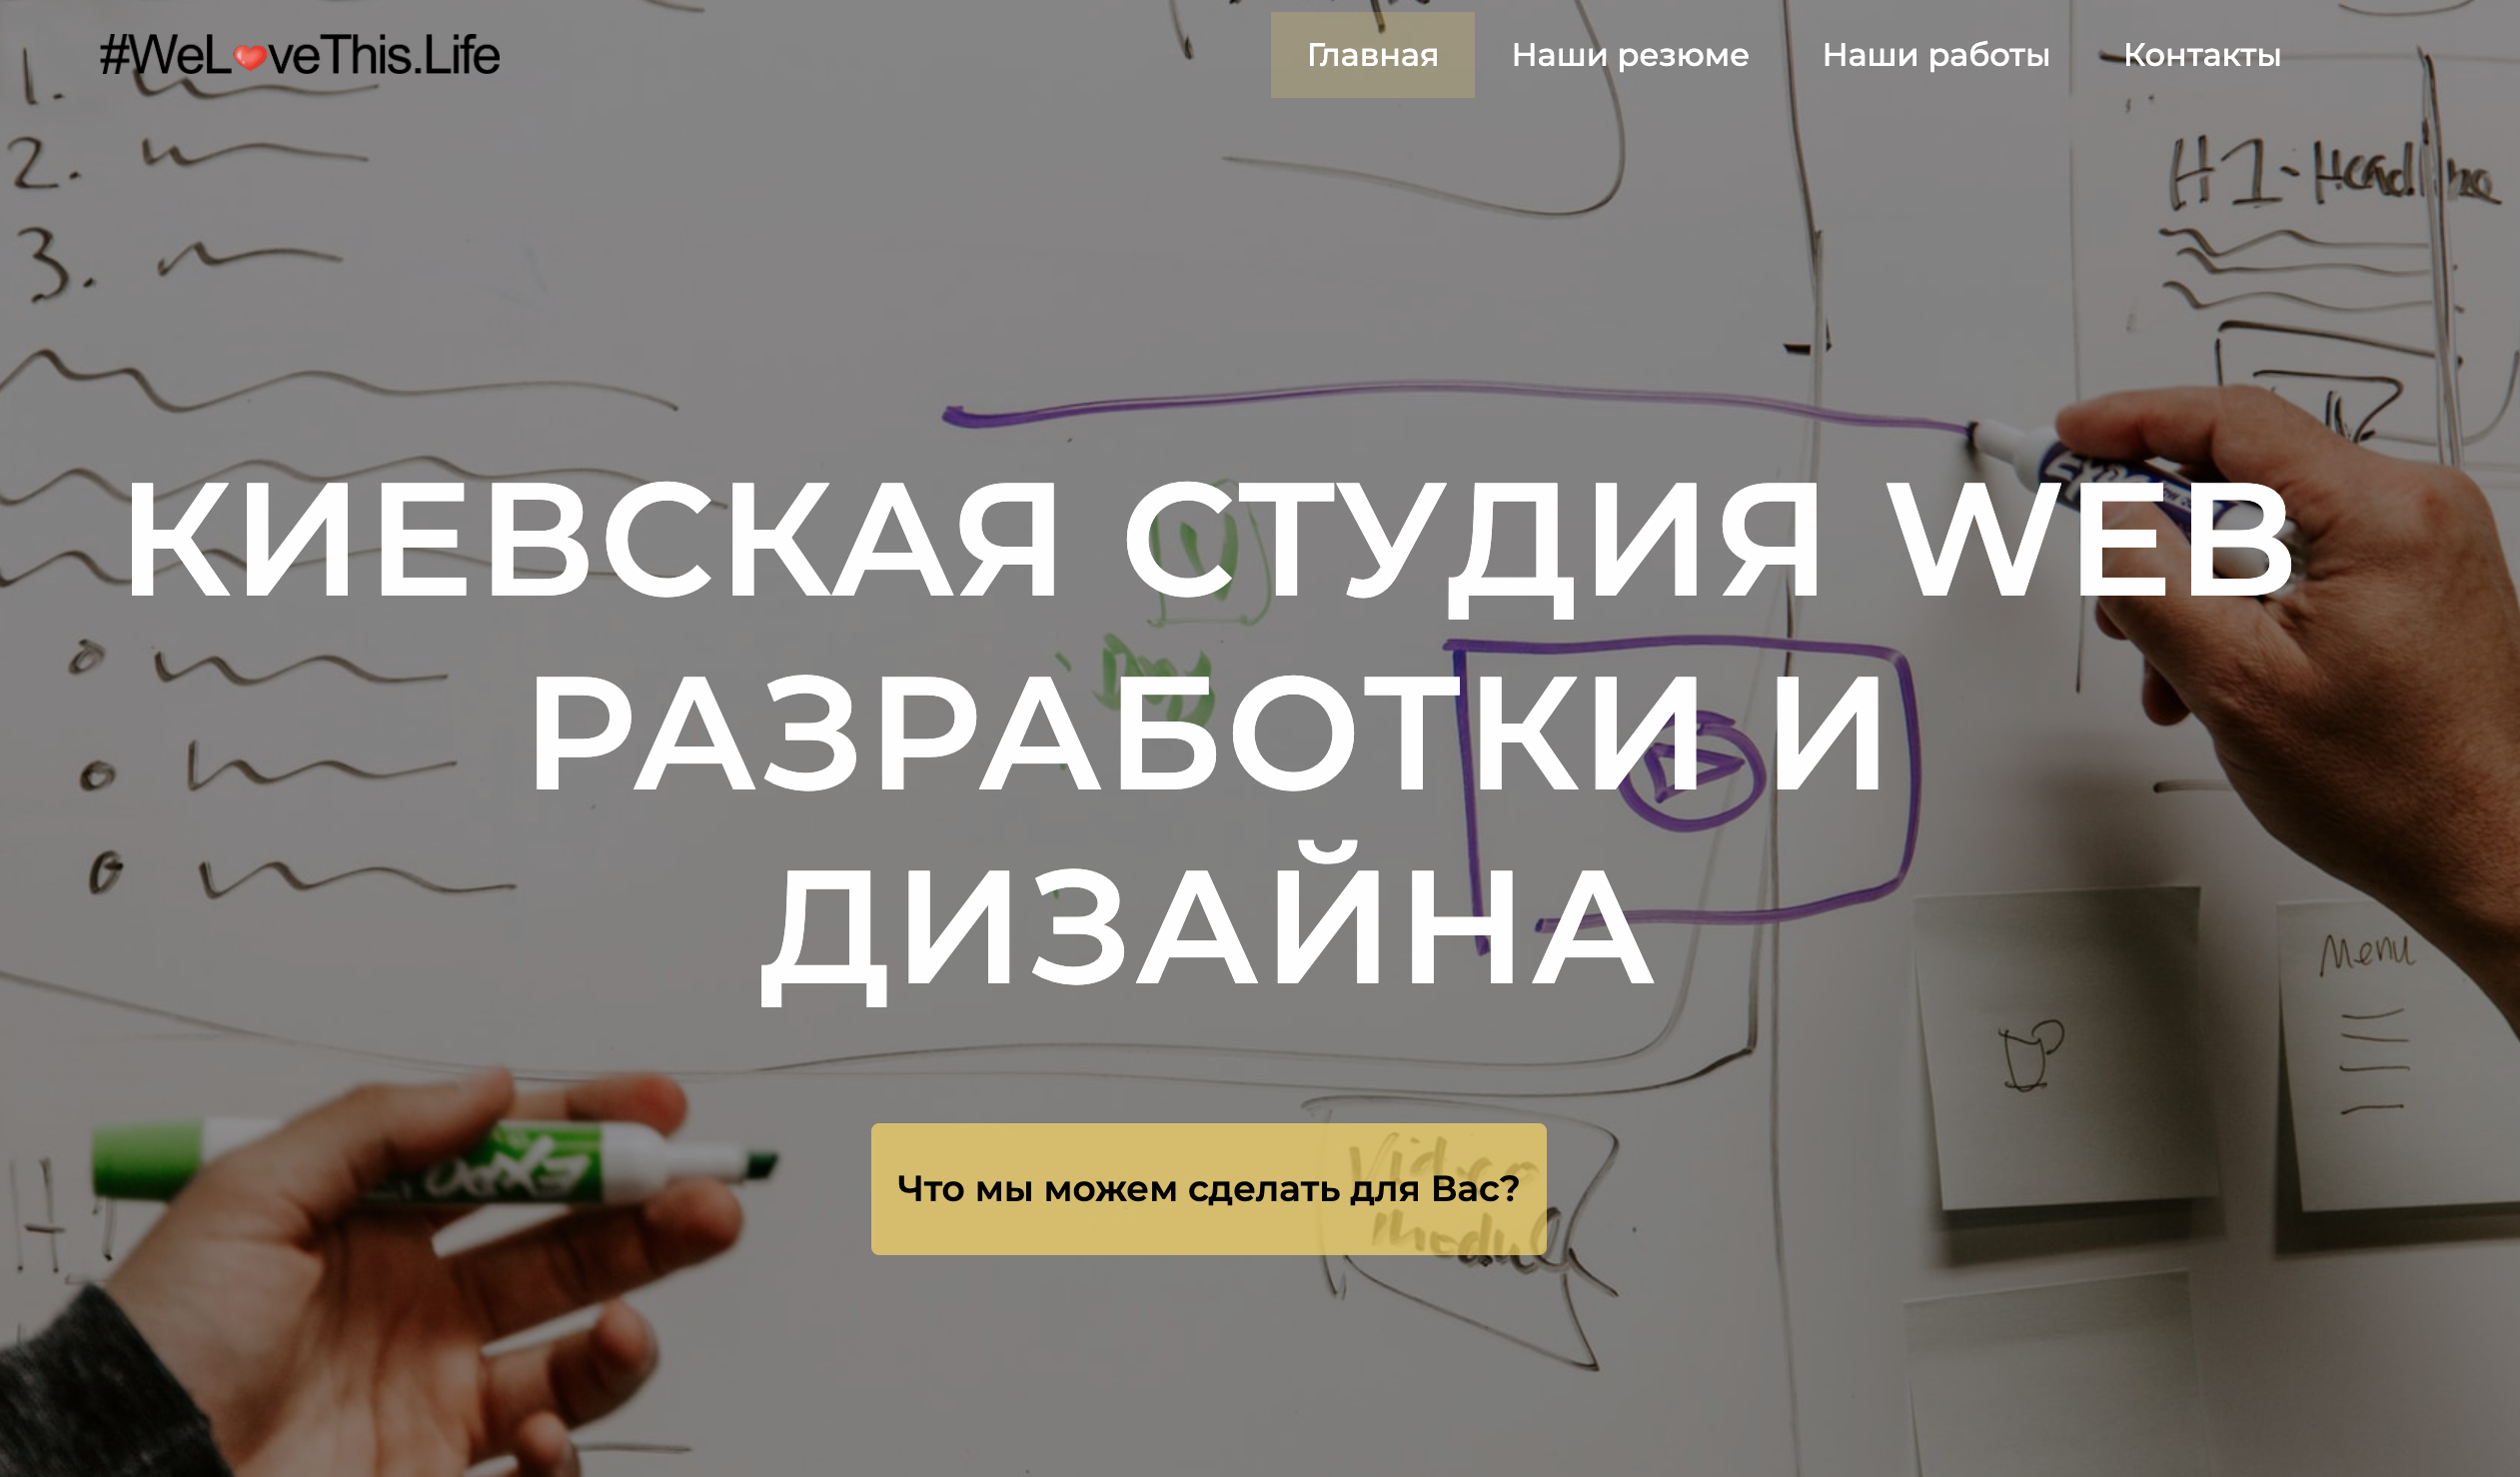 #WeLoveThis.Life
Главная
Наши резюме
Наши работы
Контакты
1.
2.
3.
H1-Headline
КИЕВСКАЯ СТУДИЯ WEB
РАЗРАБОТКИ И
ДИЗАЙНА
Menu
EXPO
Что мы можем сделать для Вас?
Video
Module